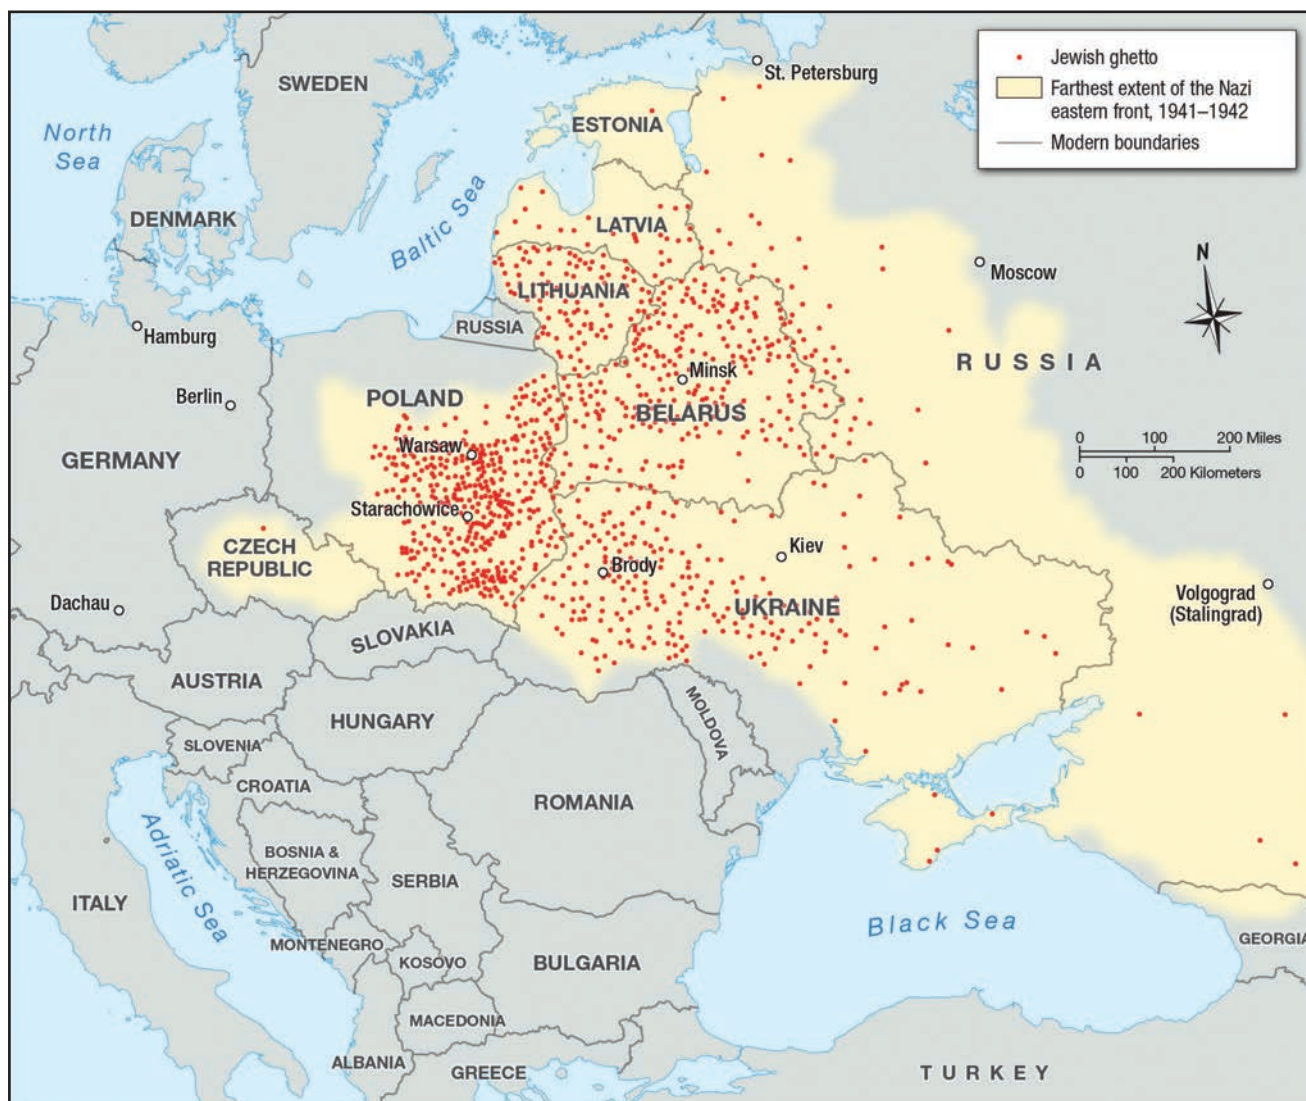 Jewish ghetto
Farthest extent of the Nazi
eastern front, 1941–1942
Modern boundaries
SWEDEN
St. Petersburg
North
Sea
ESTONIA
DENMARK
Baltic Sea
LATVIA
N
Moscow
LITHUANIA
RUSSIA
Hamburg
RUSSIA
Minsk
Berlin
POLAND
BELARUS
Warsaw
0 100 200 Miles
0 100 200 Kilometers
GERMANY
Starachowice
CZECH
REPUBLIC
Kiev
Brody
Dachau
Volgograd
(Stalingrad)
UKRAINE
SLOVAKIA
AUSTRIA
HUNGARY
MOLDOVA
SLOVENIA
CROATIA
ROMANIA
Adriatic Sea
BOSNIA &
HERZEGOVINA
SERBIA
ITALY
Black Sea
MONTENEGRO
KOSOVO
BULGARIA
GEORGIA
MACEDONIA
ALBANIA
GREECE
TURKEY